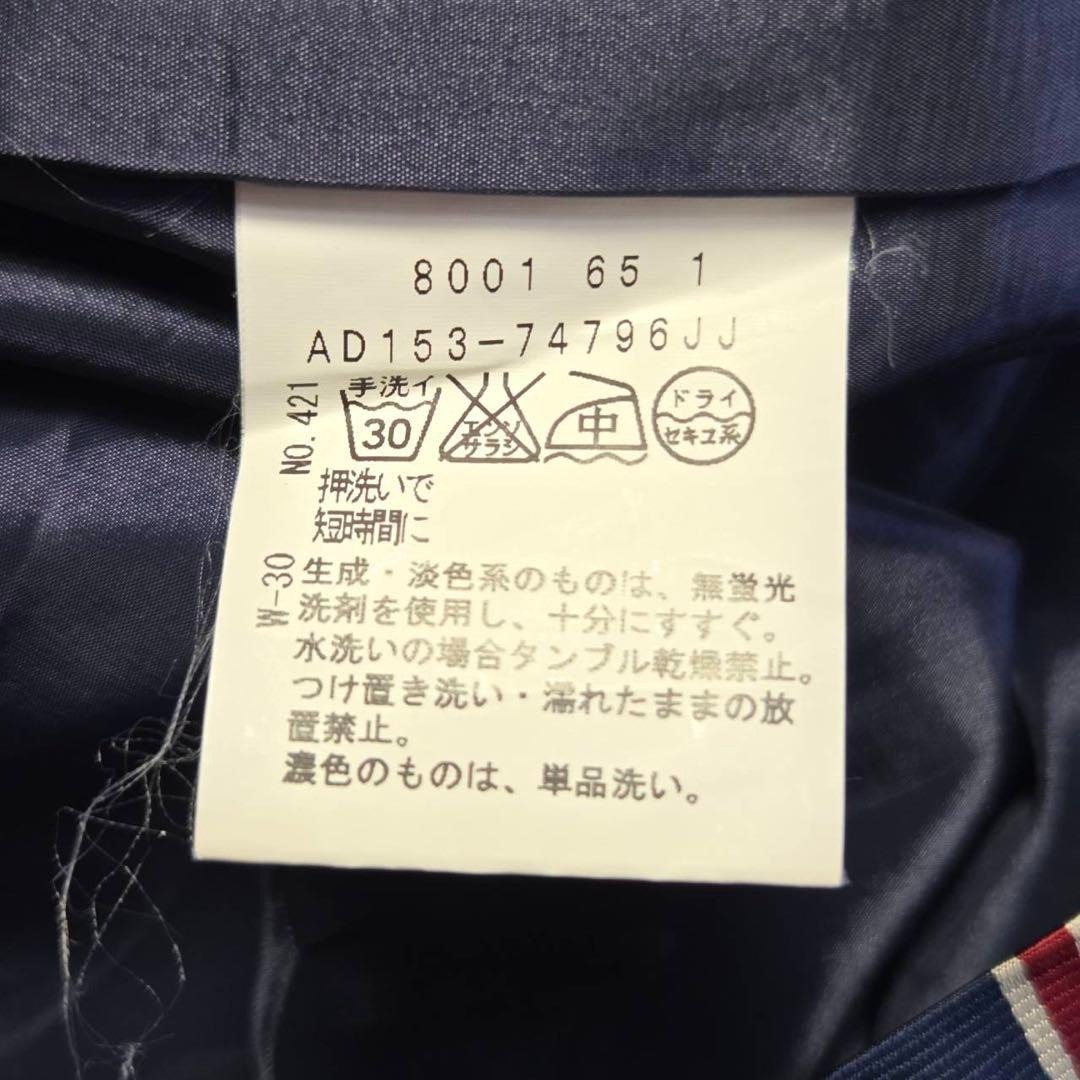 8001 65 1
AD153-74796JJ
NO.421
手洗イ
30
エンソ
サラシ
中
ドライ
セキユ系
押洗いで
短時間に
W-30
生成・淡色系のものは、無蛍光
洗剤を使用し、十分にすすぐ。
水洗いの場合タンブル乾燥禁止。
つけ置き洗い・濡れたままの放
置禁止。
濃色のものは、単品洗い。